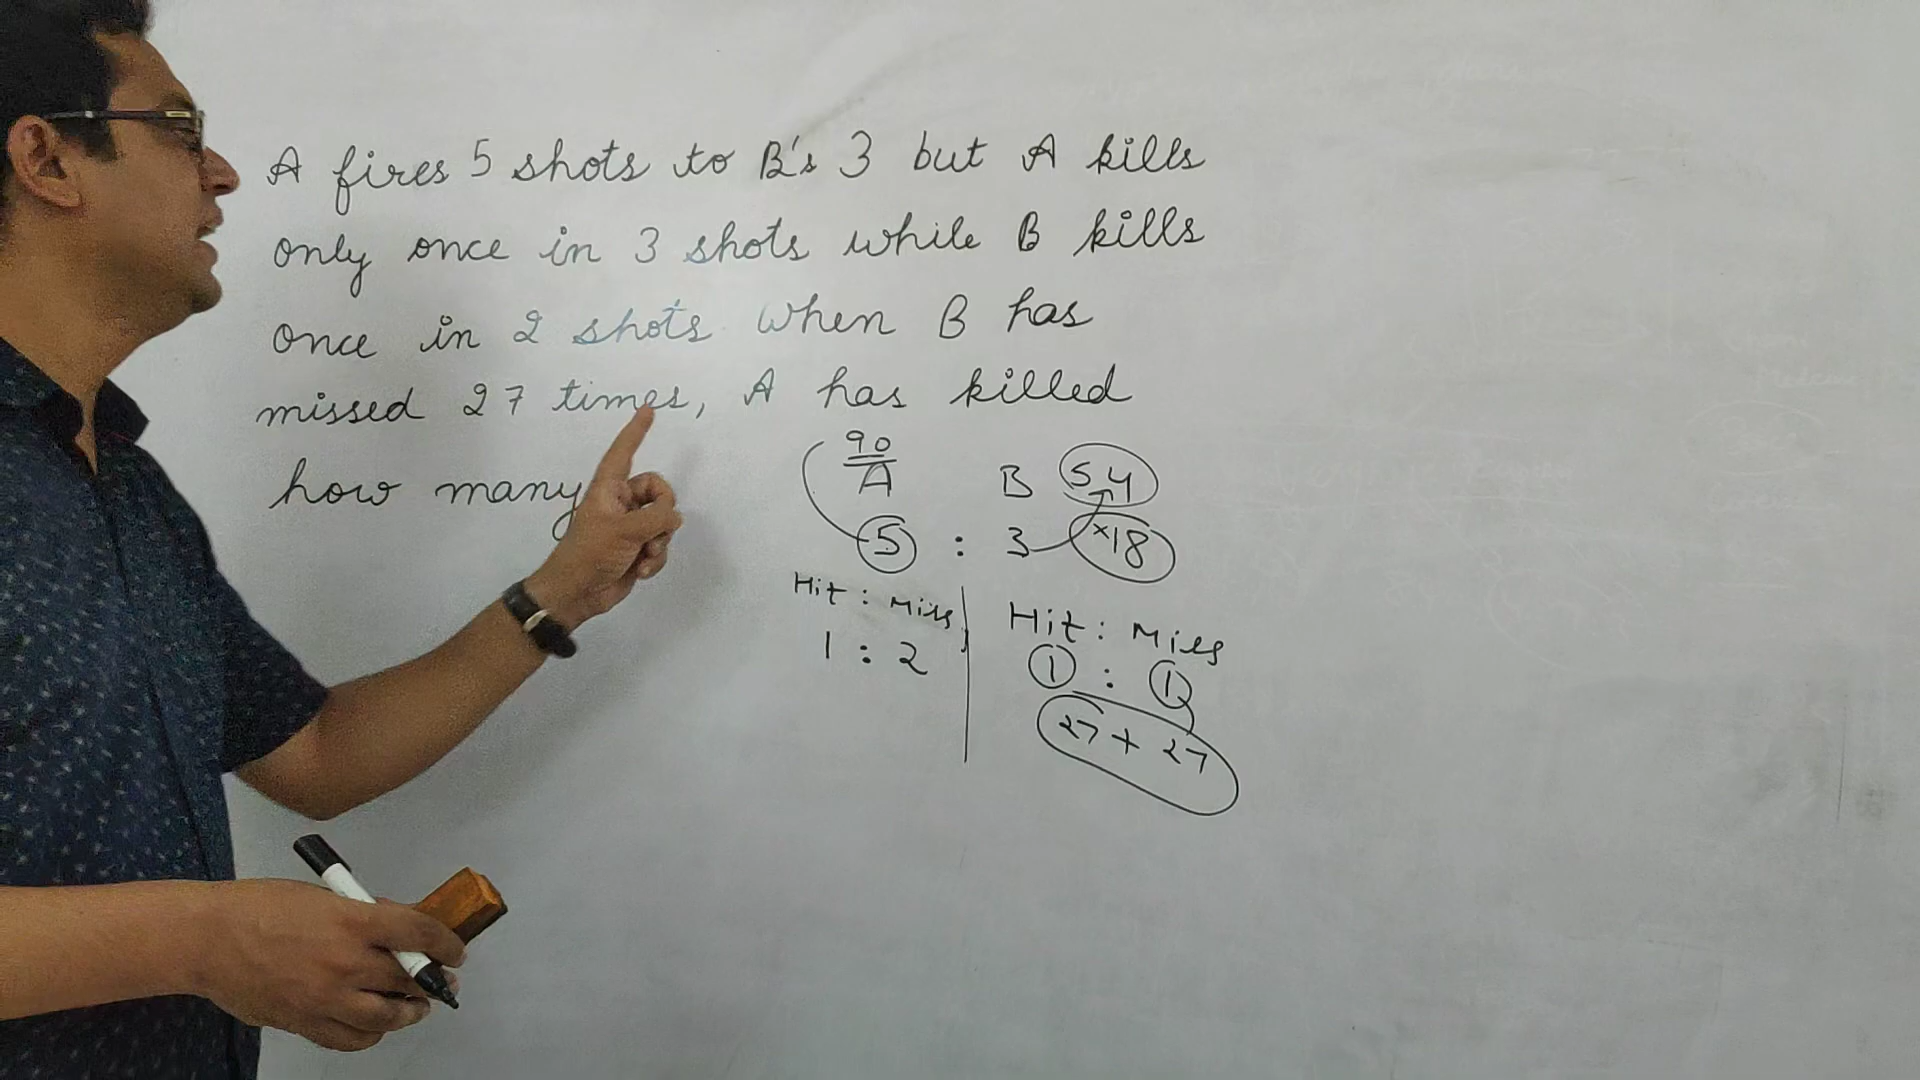 A fires 5 shots to B's 3 but A kills
only once in 3 shots while B kills
once in 2 shots when B has
missed 27 times, A has killed
how many
90
A B 54
5 : 3 ×18
Hit : Miss
1 : 2
Hit : Miss
1 : 1
27 + 27